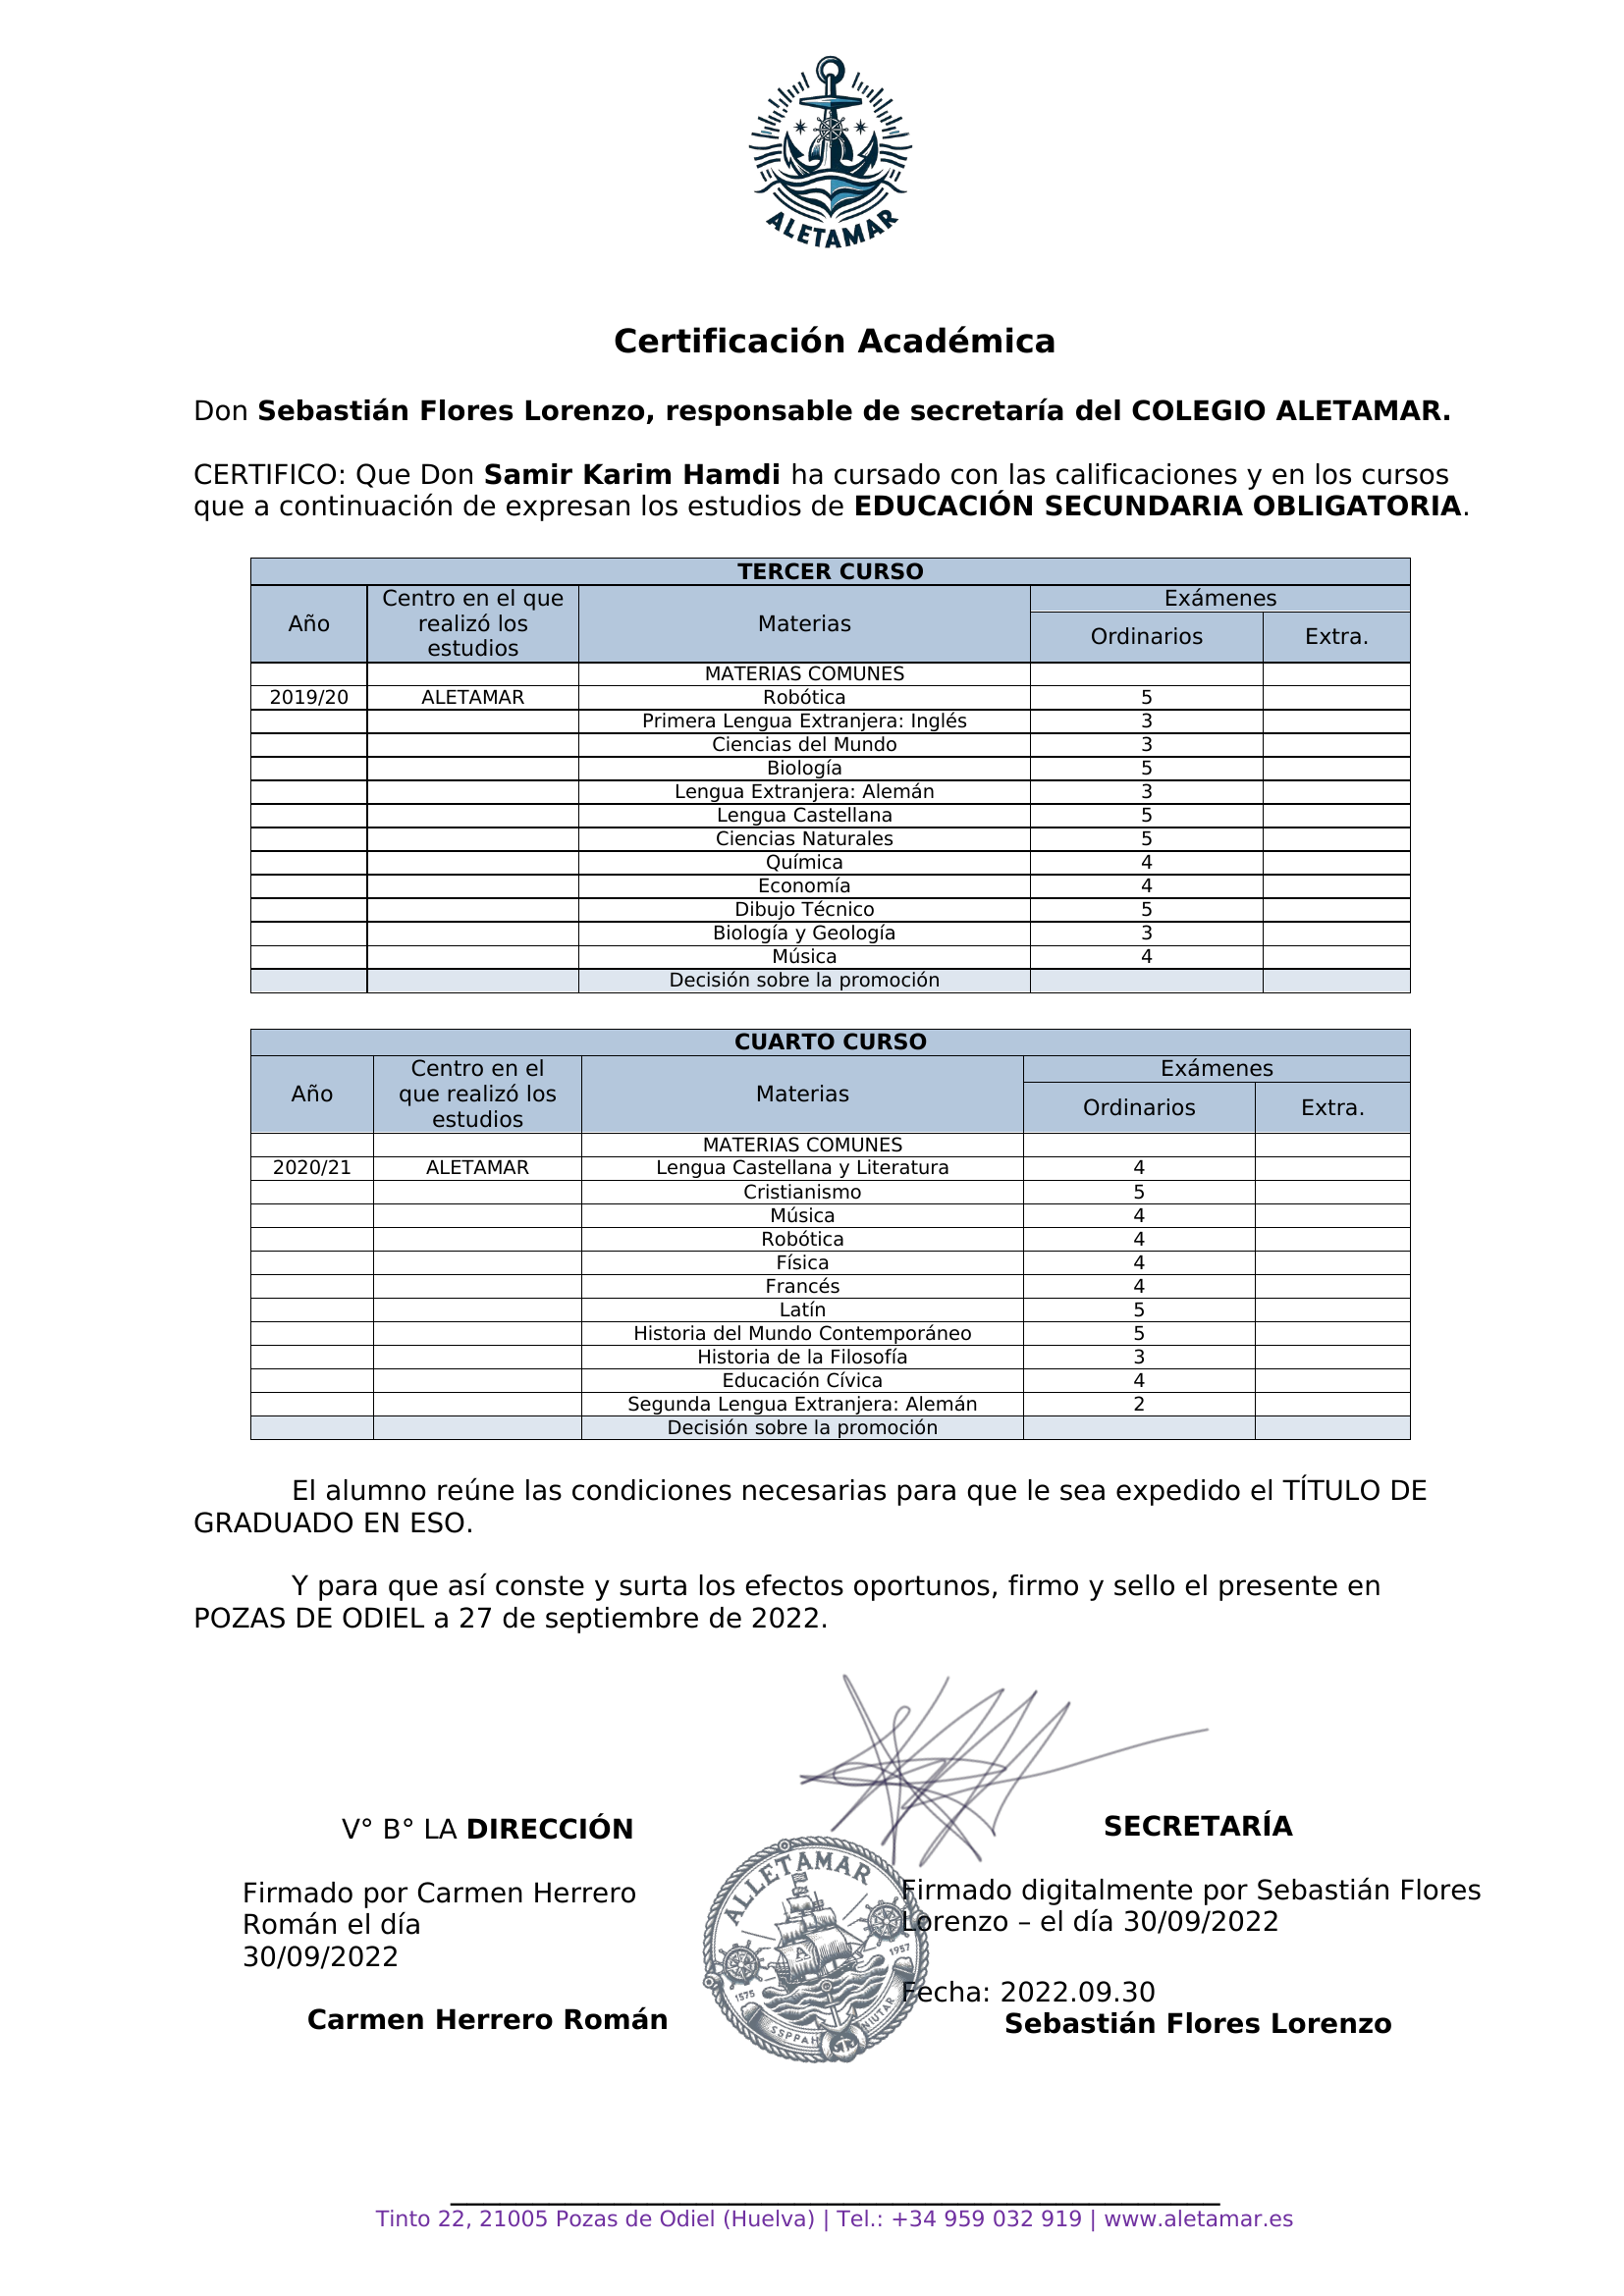 ALETAMAR
Certificación Académica
Don Sebastián Flores Lorenzo, responsable de secretaría del COLEGIO ALETAMAR.
CERTIFICO: Que Don Samir Karim Hamdi ha cursado con las calificaciones y en los cursos
que a continuación de expresan los estudios de EDUCACIÓN SECUNDARIA OBLIGATORIA.
TERCER CURSO
Año
Centro en el que
realizó los
estudios
Materias
Exámenes
Ordinarios
Extra.
MATERIAS COMUNES
2019/20 ALETAMAR Robótica 5
Primera Lengua Extranjera: Inglés 3
Ciencias del Mundo 3
Biología 5
Lengua Extranjera: Alemán 3
Lengua Castellana 5
Ciencias Naturales 5
Química 4
Economía 4
Dibujo Técnico 5
Biología y Geología 3
Música 4
Decisión sobre la promoción
CUARTO CURSO
Año
Centro en el
que realizó los
estudios
Materias
Exámenes
Ordinarios
Extra.
MATERIAS COMUNES
2020/21 ALETAMAR Lengua Castellana y Literatura 4
Cristianismo 5
Música 4
Robótica 4
Física 4
Francés 4
Latín 5
Historia del Mundo Contemporáneo 5
Historia de la Filosofía 3
Educación Cívica 4
Segunda Lengua Extranjera: Alemán 2
Decisión sobre la promoción
El alumno reúne las condiciones necesarias para que le sea expedido el TÍTULO DE
GRADUADO EN ESO.
Y para que así conste y surta los efectos oportunos, firmo y sello el presente en
POZAS DE ODIEL a 27 de septiembre de 2022.
V° B° LA DIRECCIÓN
Firmado por Carmen Herrero
Román el día
30/09/2022
Carmen Herrero Román
ALLETAMAR
A
1575
1957
SSPPAH
NIUTAR
SECRETARÍA
Firmado digitalmente por Sebastián Flores
Lorenzo – el día 30/09/2022
Fecha: 2022.09.30
Sebastián Flores Lorenzo
Tinto 22, 21005 Pozas de Odiel (Huelva) | Tel.: +34 959 032 919 | www.aletamar.es